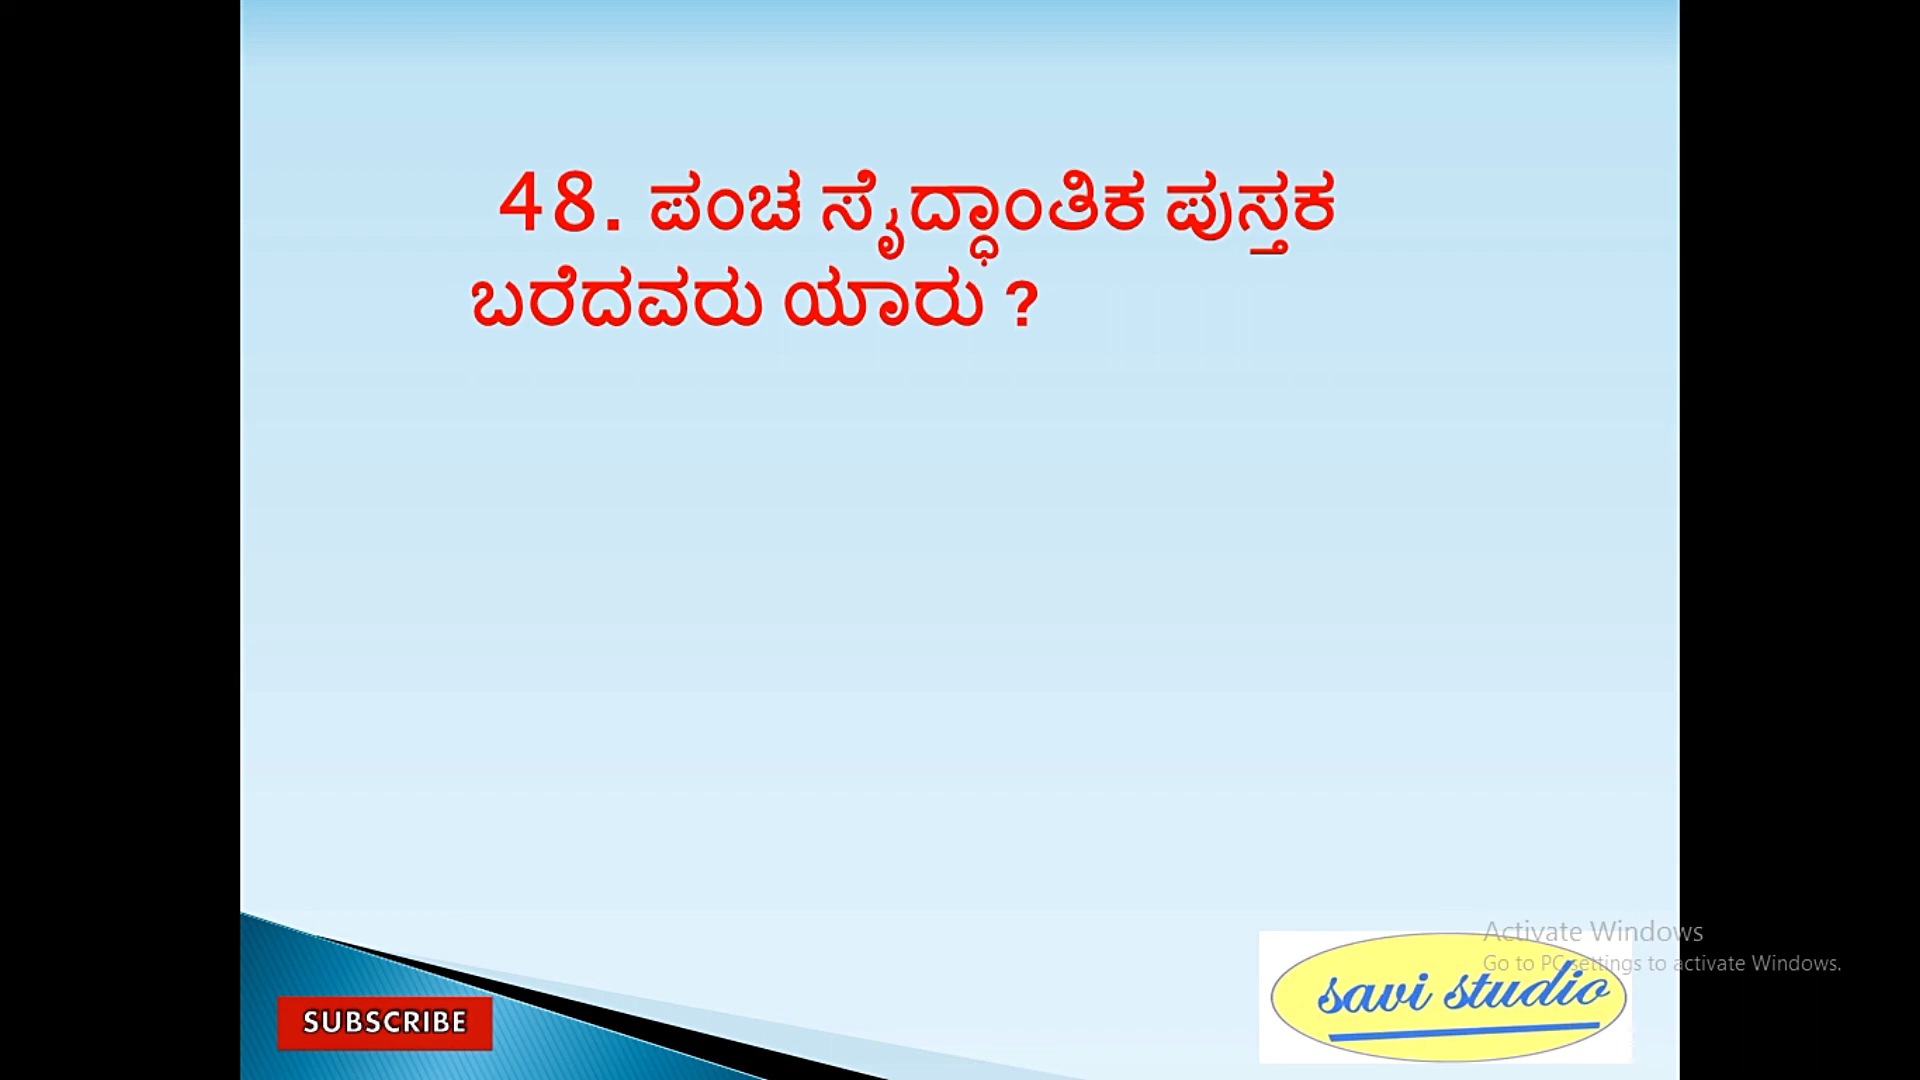 48. ಪಂಚ ಸೈದ್ಧಾಂತಿಕ ಪುಸ್ತಕ
ಬರೆದವರು ಯಾರು ?
Activate Windows
Go to PC settings to activate Windows.
savi studio
SUBSCRIBE